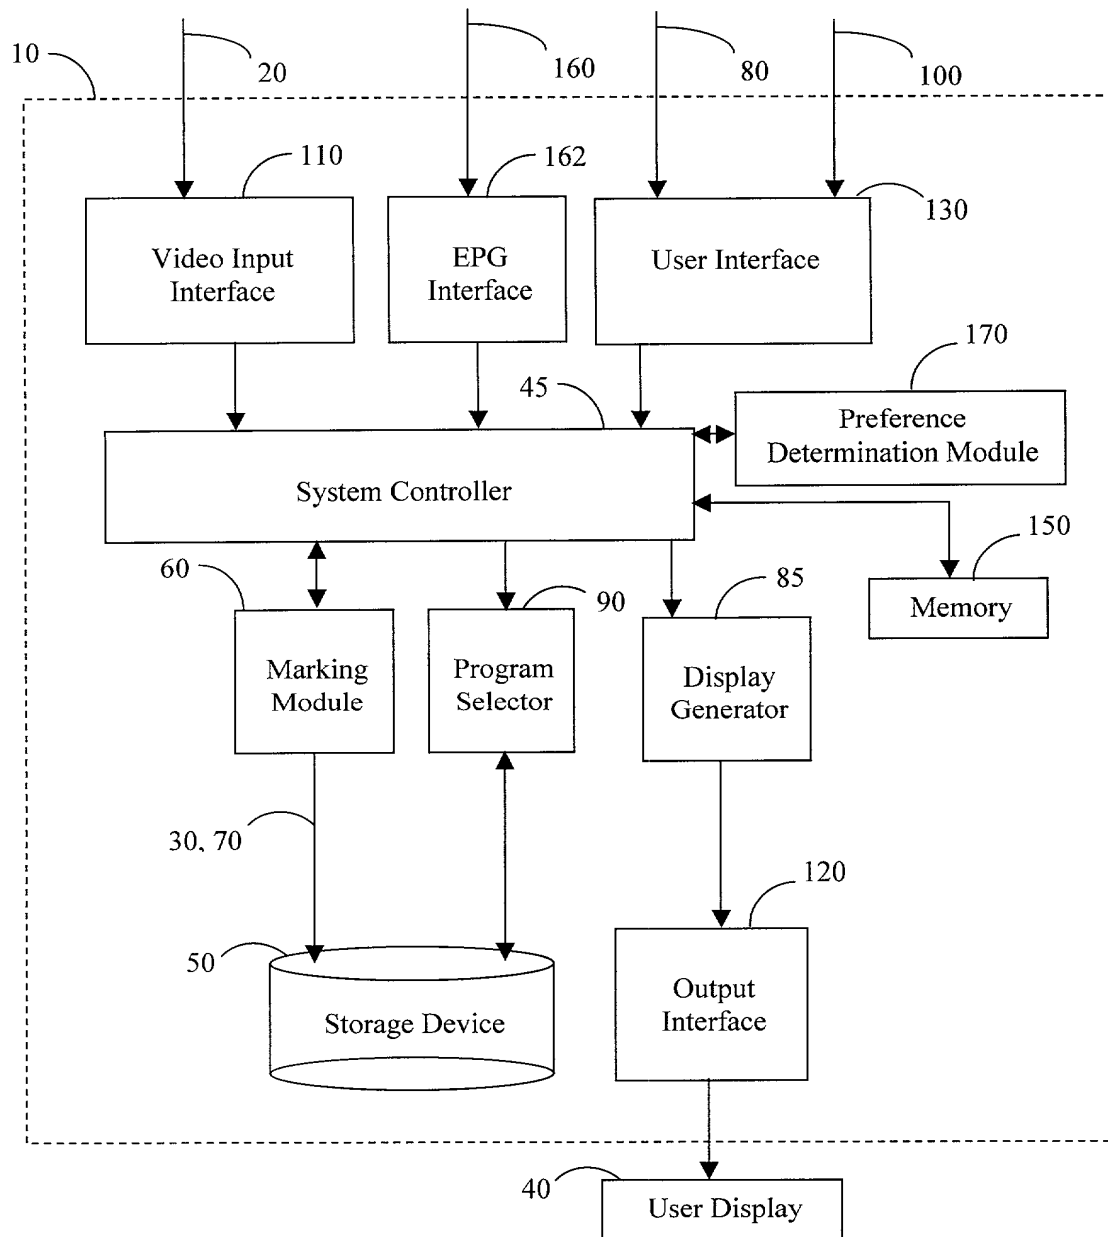 10
20
160
80
100
110
162
130
Video Input
Interface
EPG
Interface
User Interface
170
45
Preference
Determination Module
System Controller
150
60
90
85
Memory
Marking
Module
Program
Selector
Display
Generator
30, 70
120
50
Storage Device
Output
Interface
40
User Display